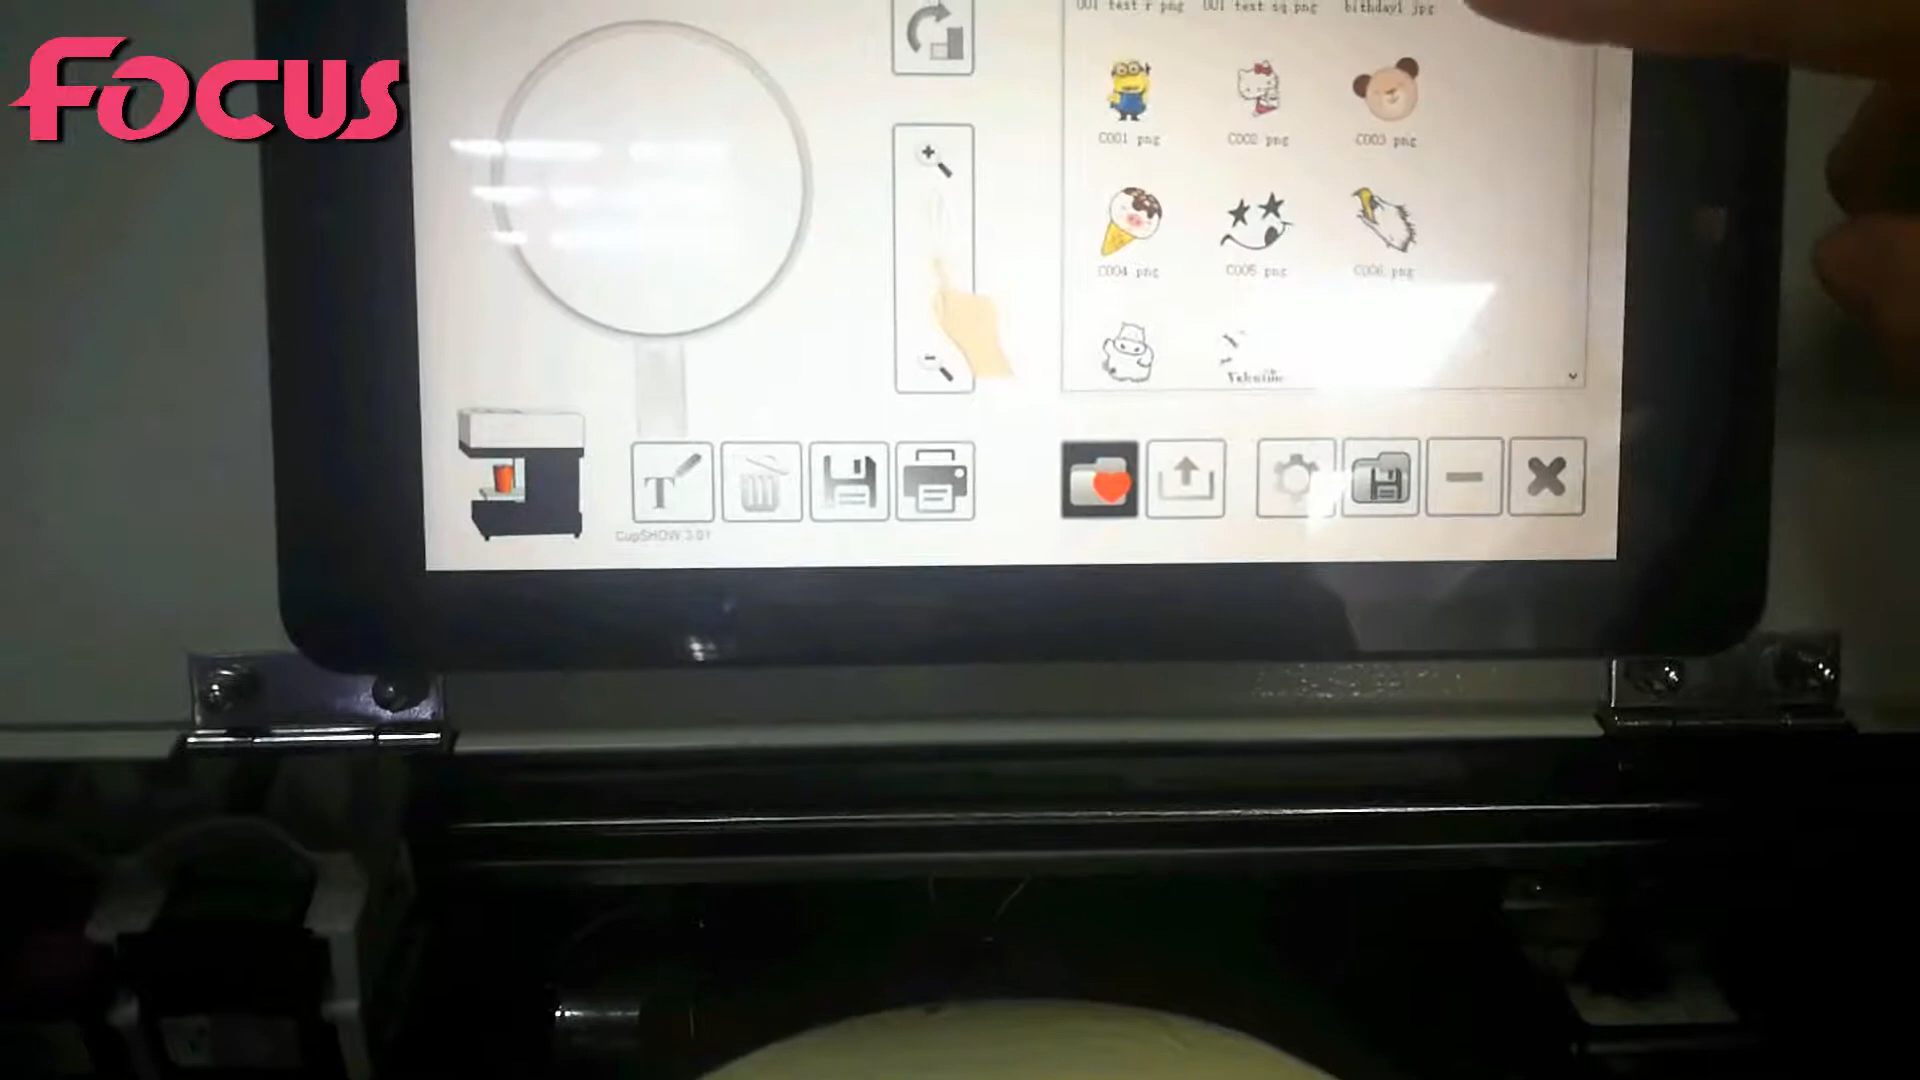 FOCUS
001 test r png 001 test sq png bithday1 jpg
C001 png C002 png C003 png
C004 png C005 png C006 png
T
CupSHOW 3.01